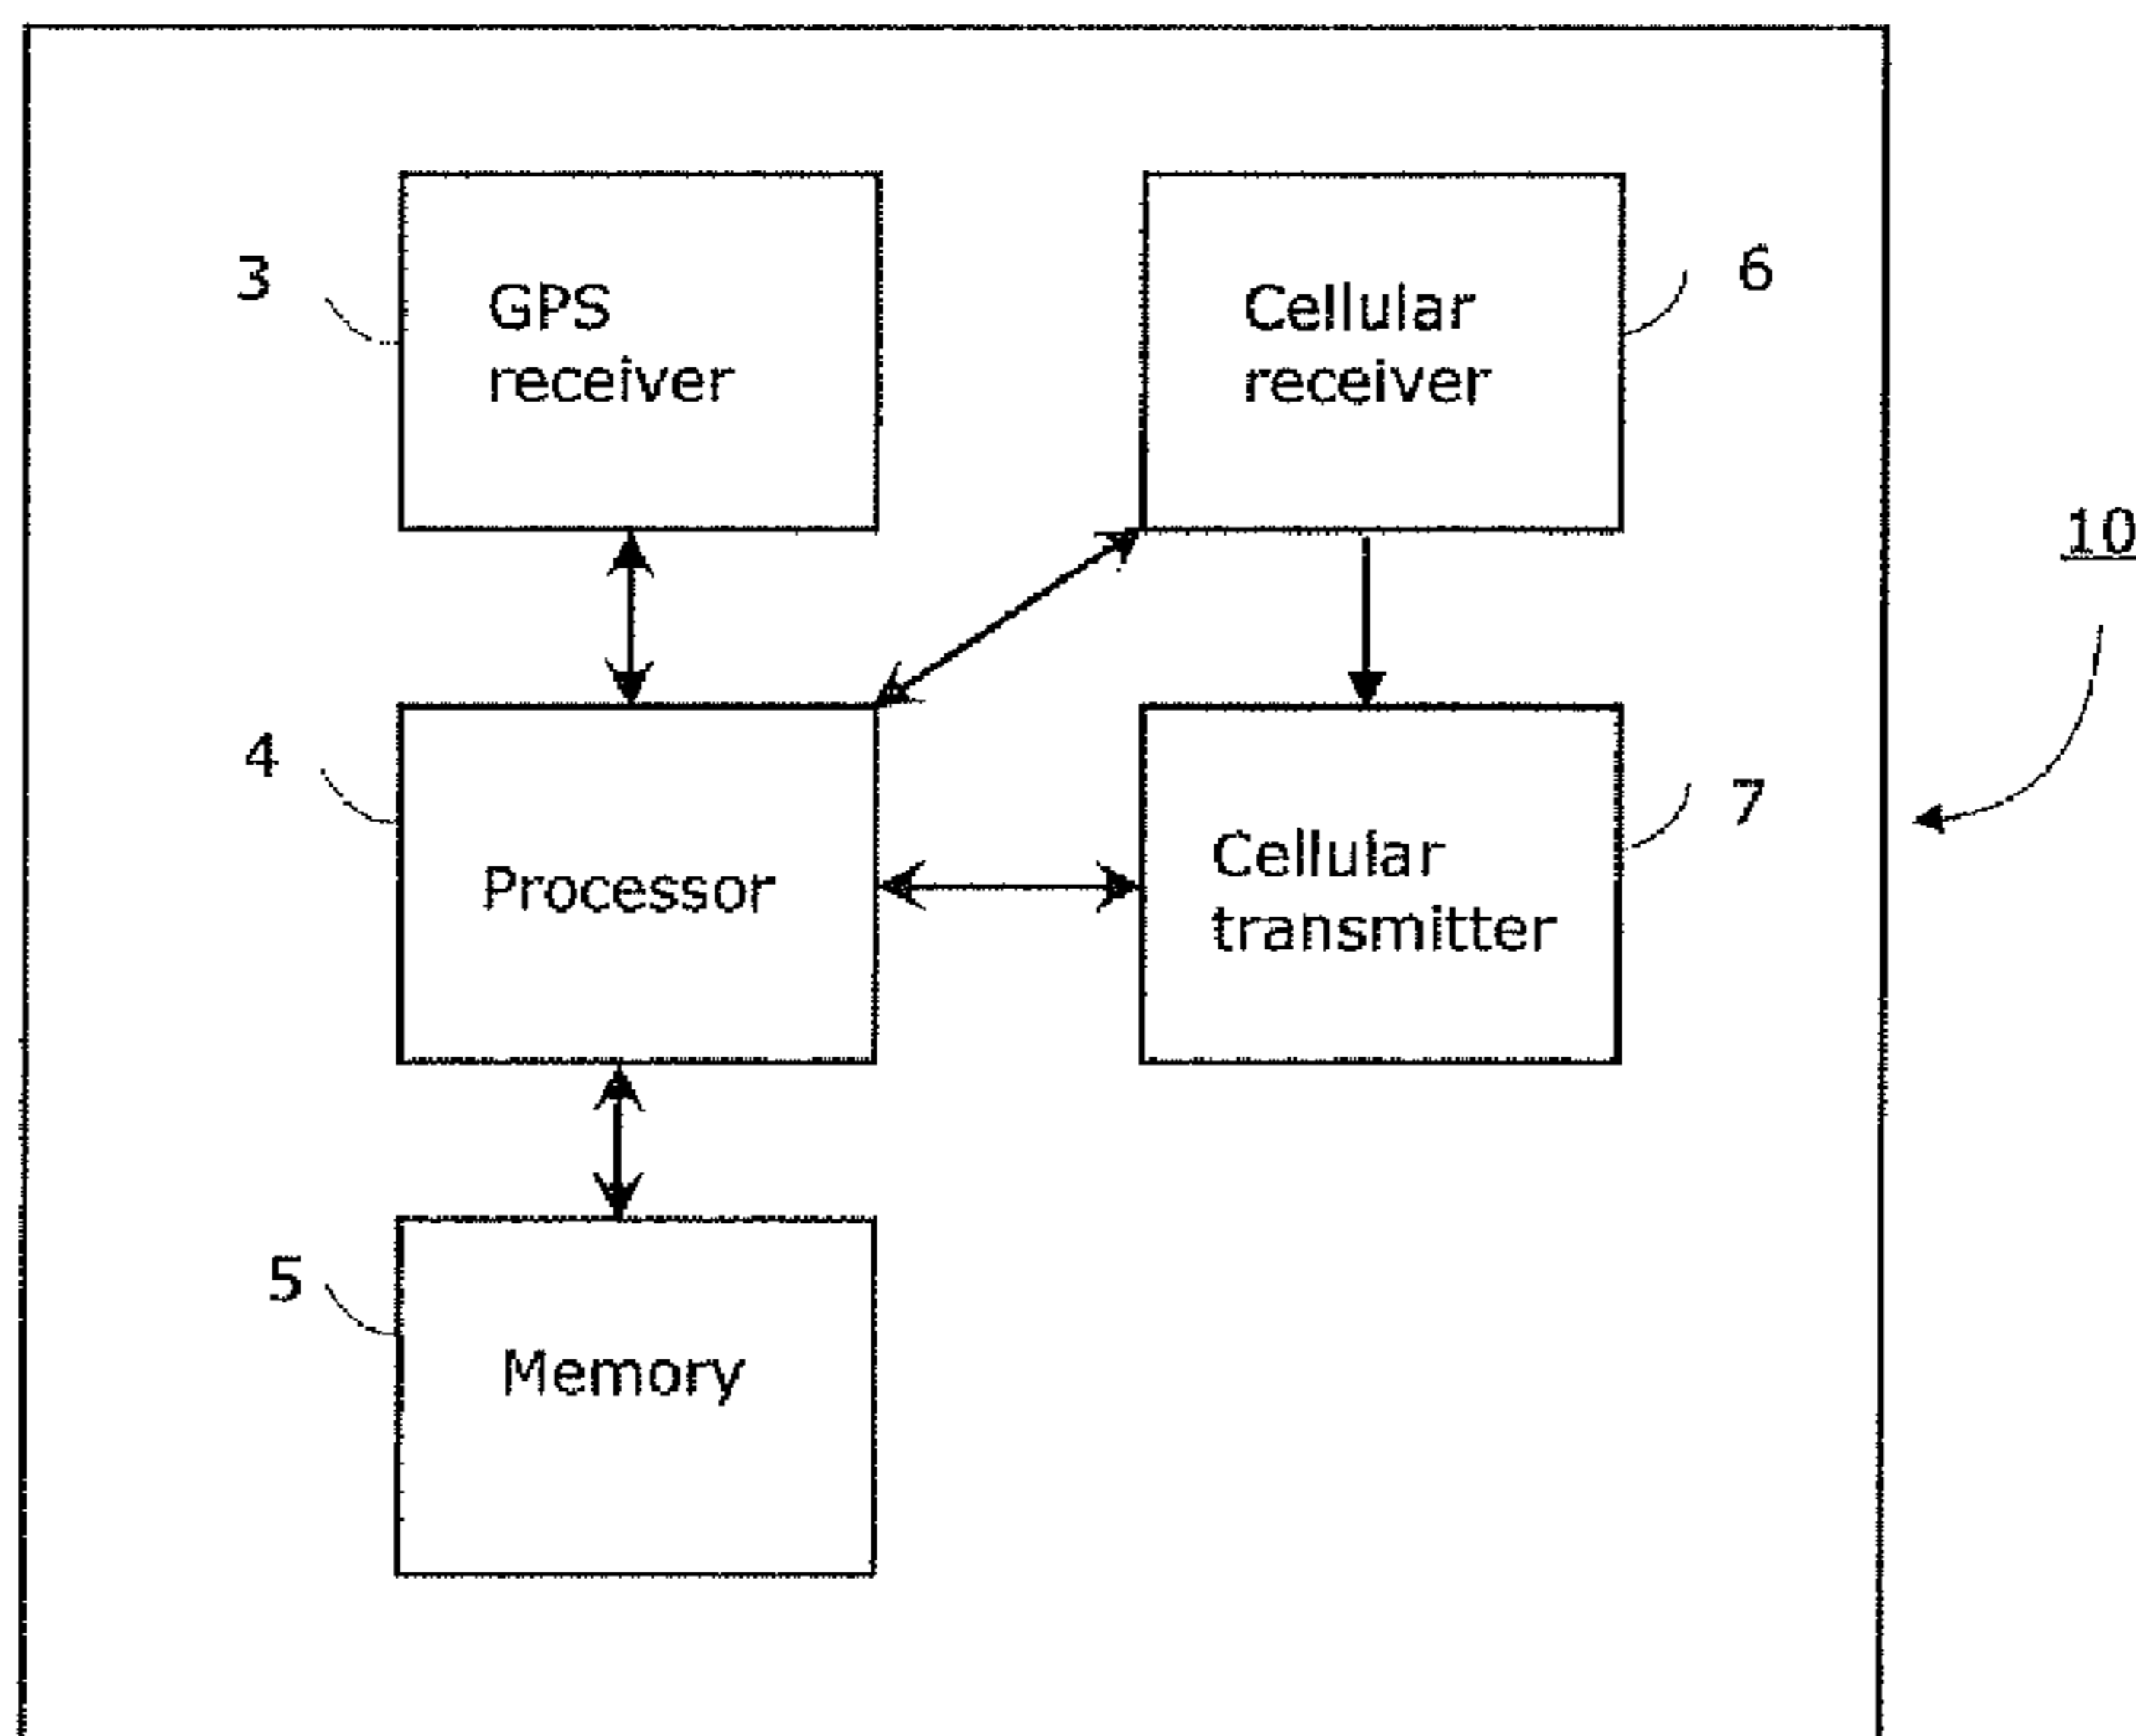 3
GPS
receiver
Cellular
receiver
6
10
4
Processor
Cellular
transmitter
7
5
Memory